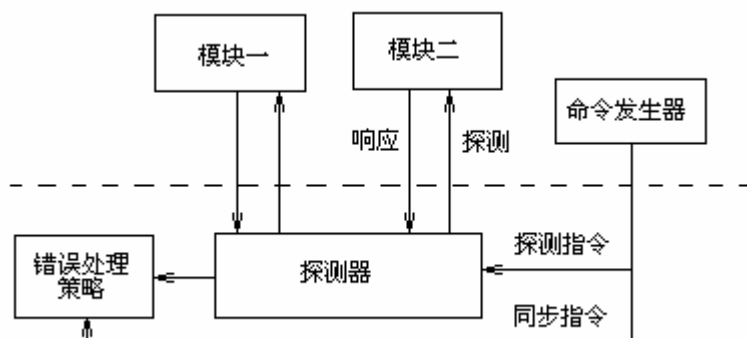 模块一
模块二
命令发生器
响应
探测
错误处理
策略
探测器
探测指令
同步指令